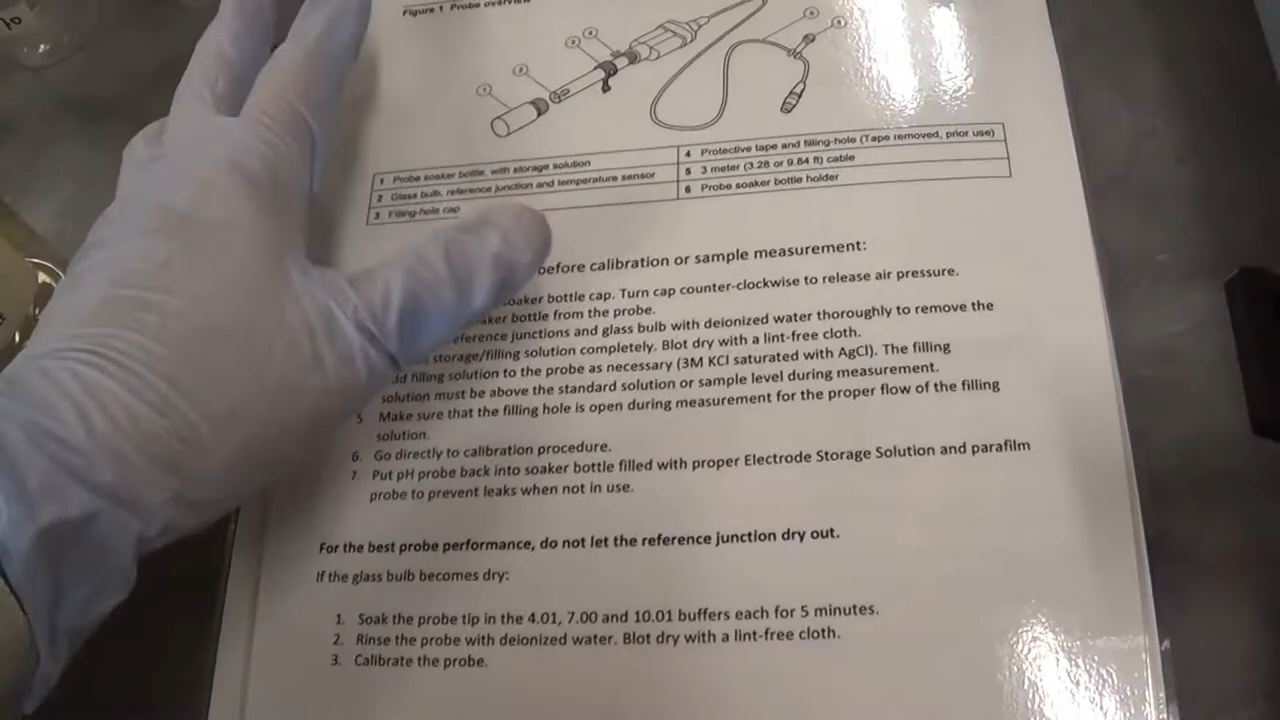 Figure 1 Probe overview
1 Probe soaker bottle, with storage solution
2 Glass bulb, reference junction and temperature sensor
3 Filling-hole cap
4 Protective tape and filling-hole (Tape removed, prior use)
5 3 meter (3.28 or 9.84 ft) cable
6 Probe soaker bottle holder
before calibration or sample measurement:
soaker bottle cap. Turn cap counter-clockwise to release air pressure.
bottle from the probe.
reference junctions and glass bulb with deionized water thoroughly to remove the
storage/filling solution completely. Blot dry with a lint-free cloth.
filling solution to the probe as necessary (3M KCl saturated with AgCl). The filling
solution must be above the standard solution or sample level during measurement.
5 Make sure that the filling hole is open during measurement for the proper flow of the filling
solution.
6. Go directly to calibration procedure.
7. Put pH probe back into soaker bottle filled with proper Electrode Storage Solution and parafilm
probe to prevent leaks when not in use.
For the best probe performance, do not let the reference junction dry out.
If the glass bulb becomes dry:
1. Soak the probe tip in the 4.01, 7.00 and 10.01 buffers each for 5 minutes.
2. Rinse the probe with deionized water. Blot dry with a lint-free cloth.
3. Calibrate the probe.